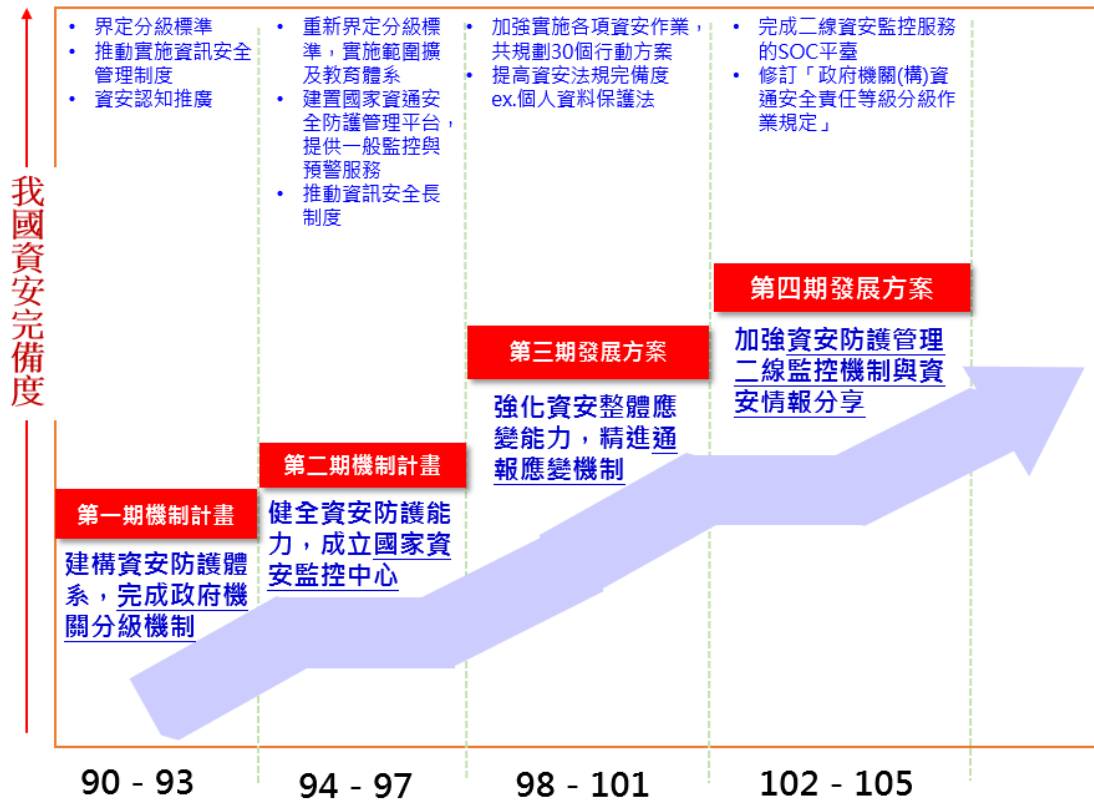 我國資安完備度
• 界定分級標準
• 推動實施資訊安全
管理制度
• 資安認知推廣
第一期機制計畫
建構資安防護體
系，完成政府機
關分級機制
90 - 93
• 重新界定分級標
準，實施範圍擴
及教育體系
• 建置國家資通安
全防護管理平台，
提供一般監控與
預警服務
• 推動資訊安全長
制度
第二期機制計畫
健全資安防護能
力，成立國家資
安監控中心
94 - 97
• 加強實施各項資安作業，
共規劃30個行動方案
• 提高資安法規完備度
ex.個人資料保護法
第三期發展方案
強化資安整體應
變能力，精進通
報應變機制
98 - 101
• 完成二線資安監控服務
的SOC平臺
• 修訂「政府機關(構)資
通安全責任等級分級作
業規定」
第四期發展方案
加強資安防護管理
二線監控機制與資
安情報分享
102 - 105